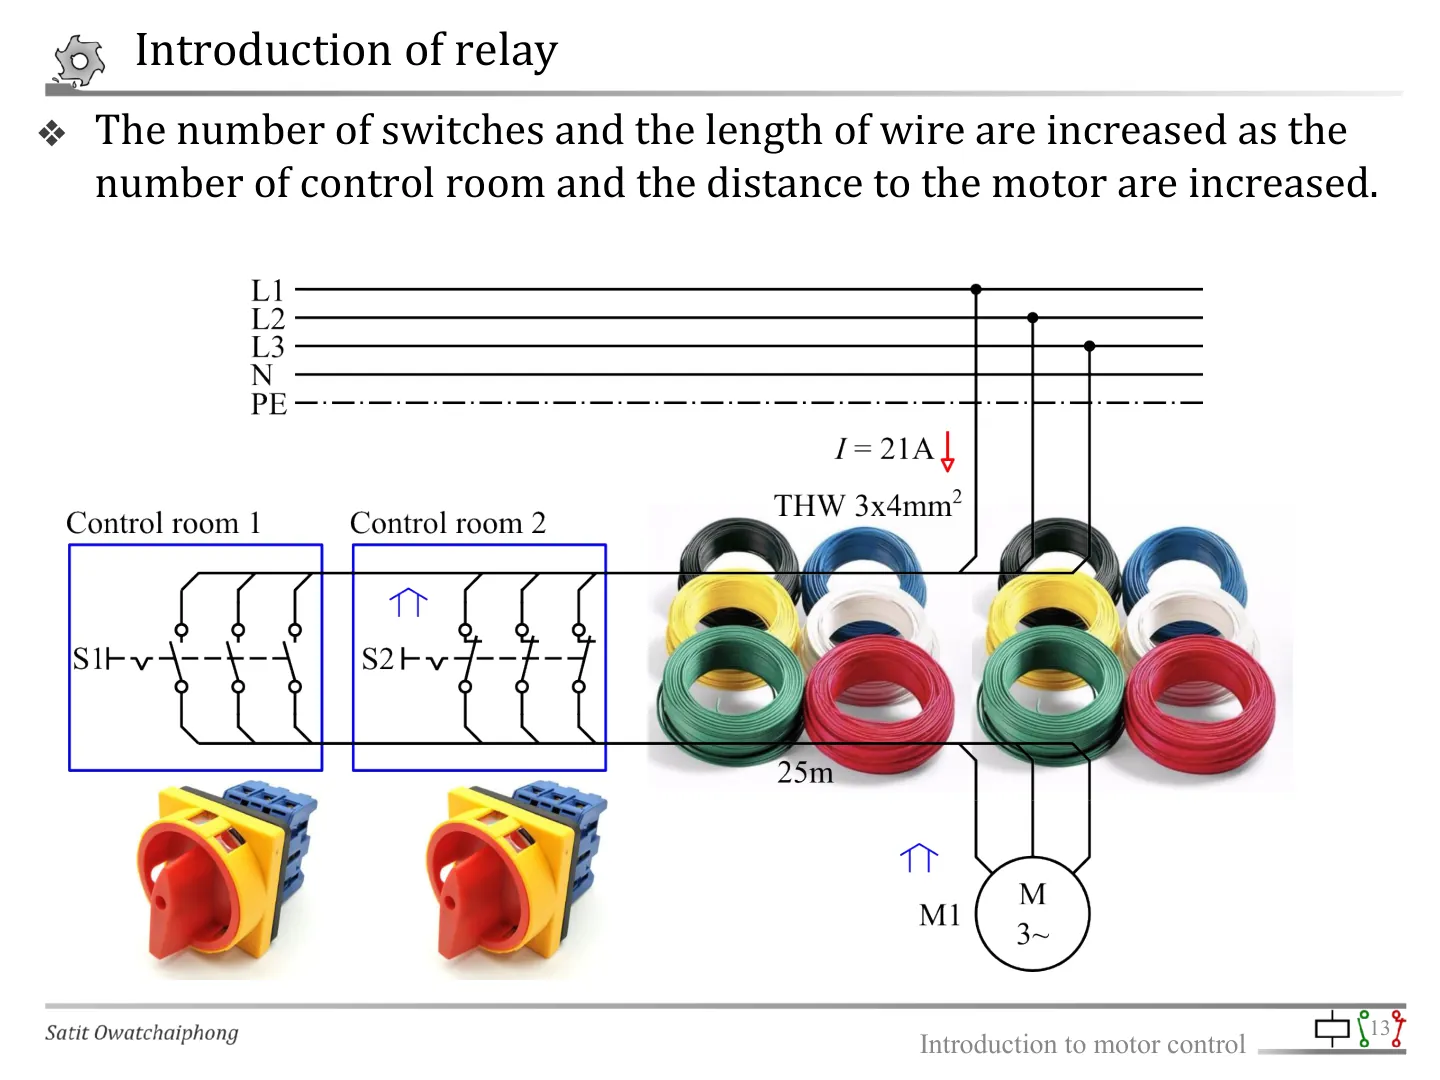 Introduction of relay
❖ The number of switches and the length of wire are increased as the
number of control room and the distance to the motor are increased.
L1
L2
L3
N
PE
I = 21A
THW 3x4mm²
Control room 1
Control room 2
S1
S2
25m
M1
M
3~
Satit Owatchaiphong
Introduction to motor control
13